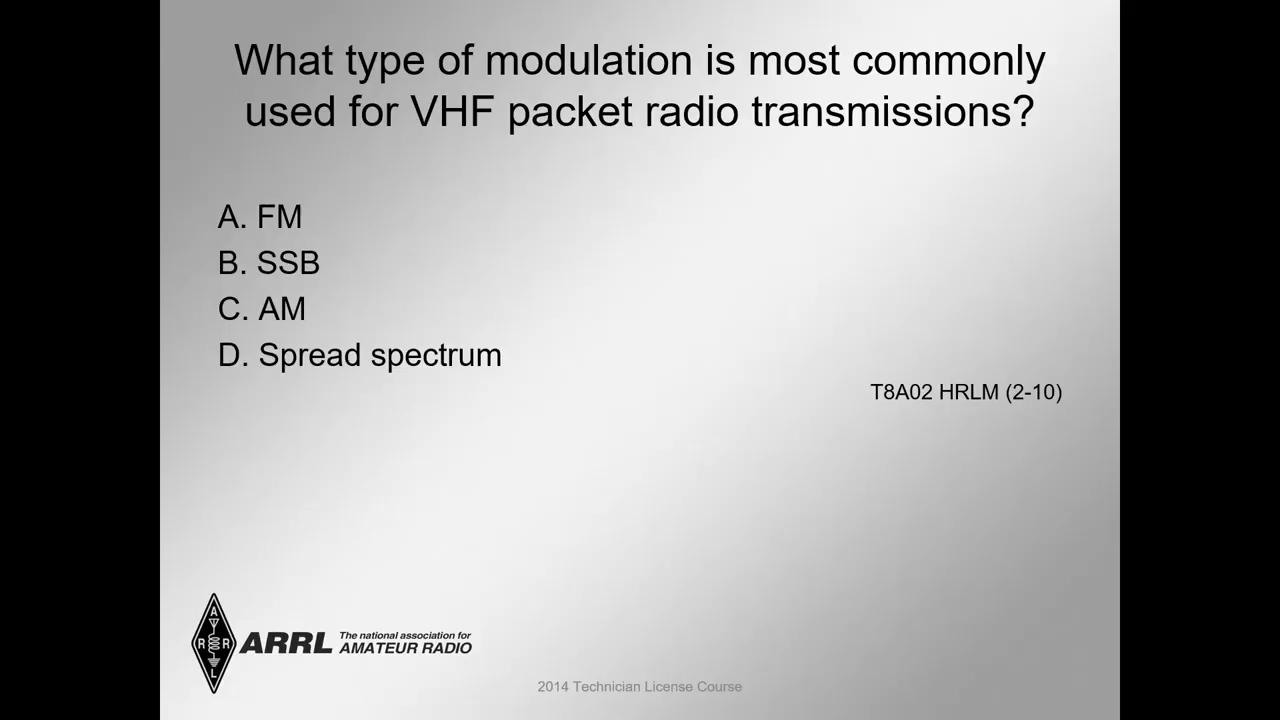 What type of modulation is most commonly
used for VHF packet radio transmissions?
A. FM
B. SSB
C. AM
D. Spread spectrum
T8A02 HRLM (2-10)
A
R R
L
ARRL The national association for
AMATEUR RADIO
2014 Technician License Course